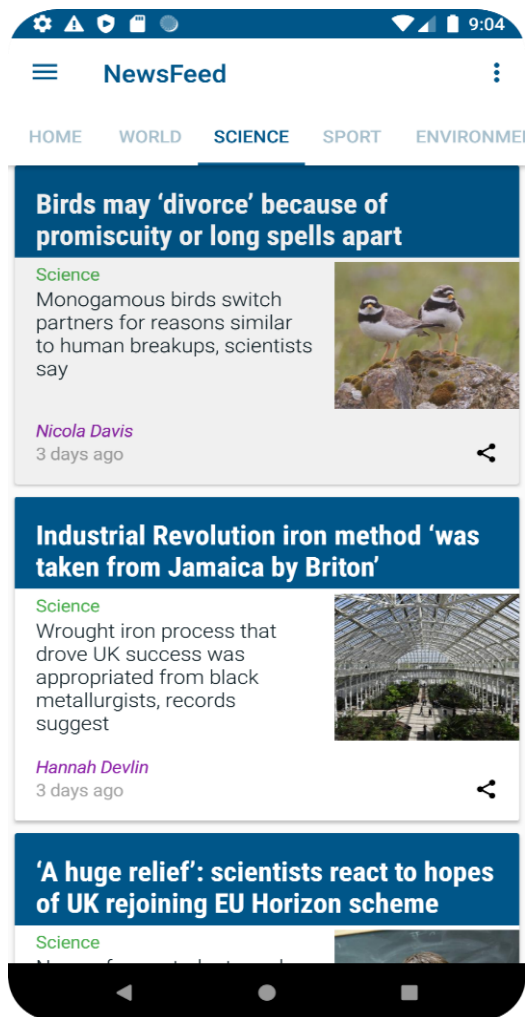 9:04
NewsFeed
HOME WORLD SCIENCE SPORT ENVIRONME
Birds may ‘divorce’ because of
promiscuity or long spells apart
Science
Monogamous birds switch
partners for reasons similar
to human breakups, scientists
say
Nicola Davis
3 days ago
Industrial Revolution iron method ‘was
taken from Jamaica by Briton’
Science
Wrought iron process that
drove UK success was
appropriated from black
metallurgists, records
suggest
Hannah Devlin
3 days ago
‘A huge relief’: scientists react to hopes
of UK rejoining EU Horizon scheme
Science